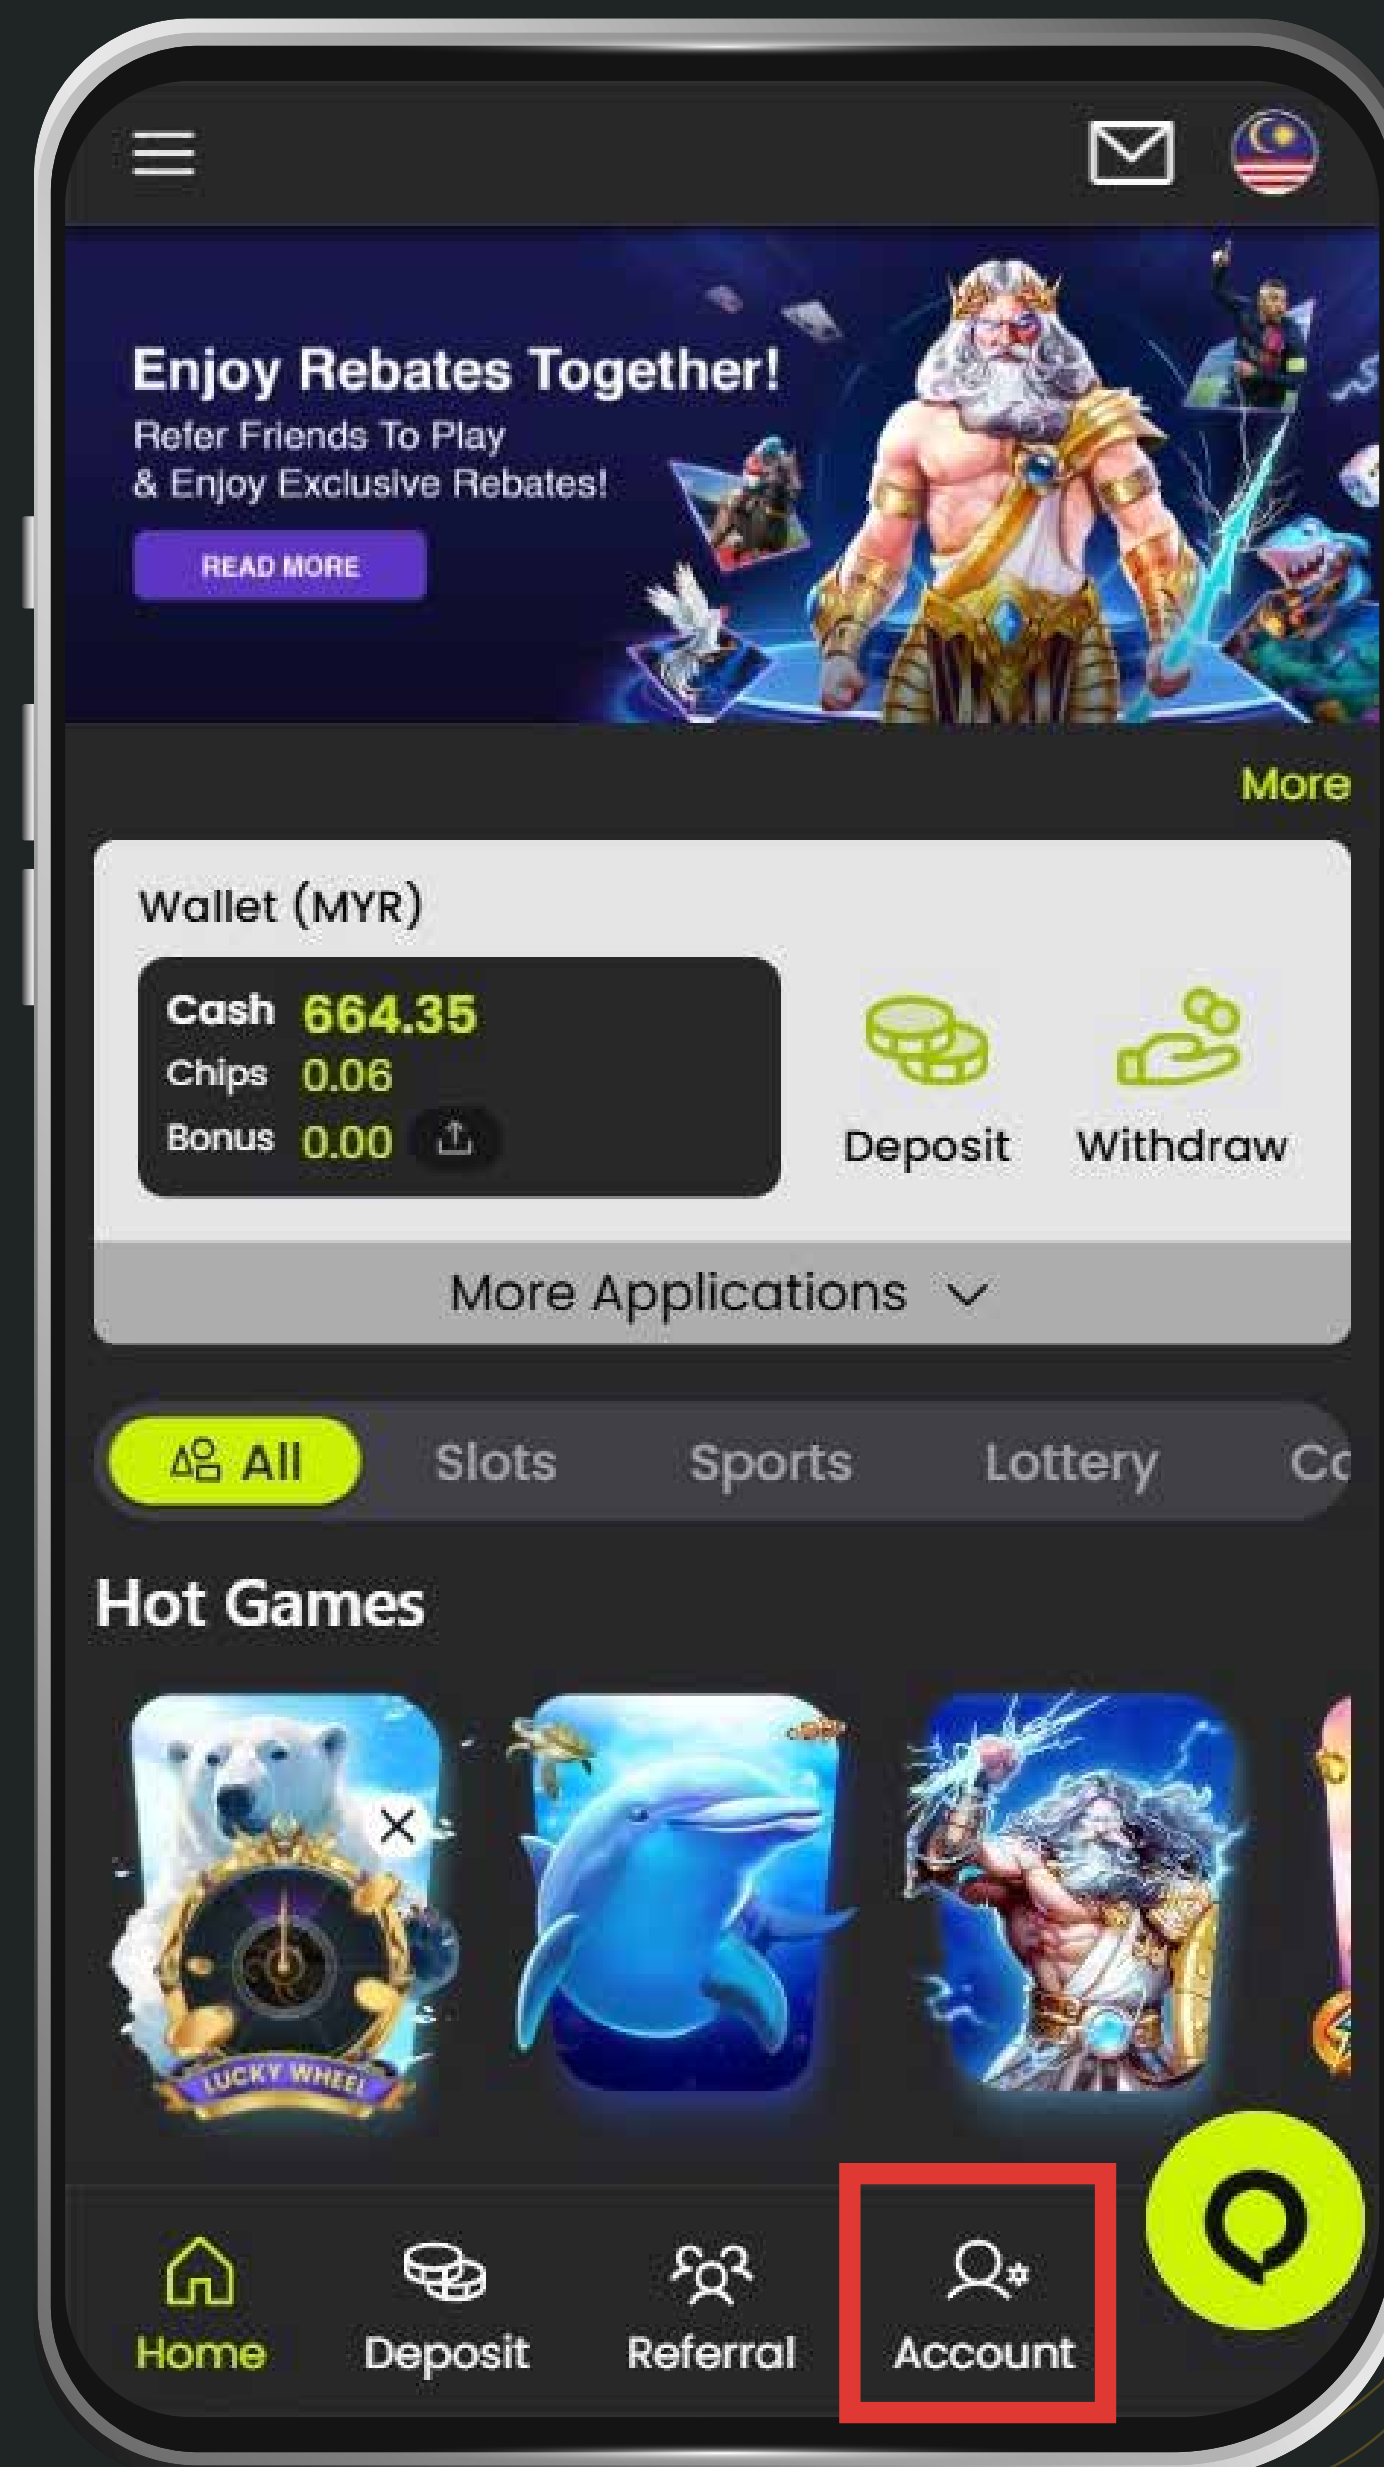 Enjoy Rebates Together!
Refer Friends To Play
& Enjoy Exclusive Rebates!
READ MORE
More
Wallet (MYR)
Cash 664.35
Chips 0.06
Bonus 0.00
Deposit Withdraw
More Applications
All Slots Sports Lottery
Hot Games
LUCKY WHEEL
Home Deposit Referral Account